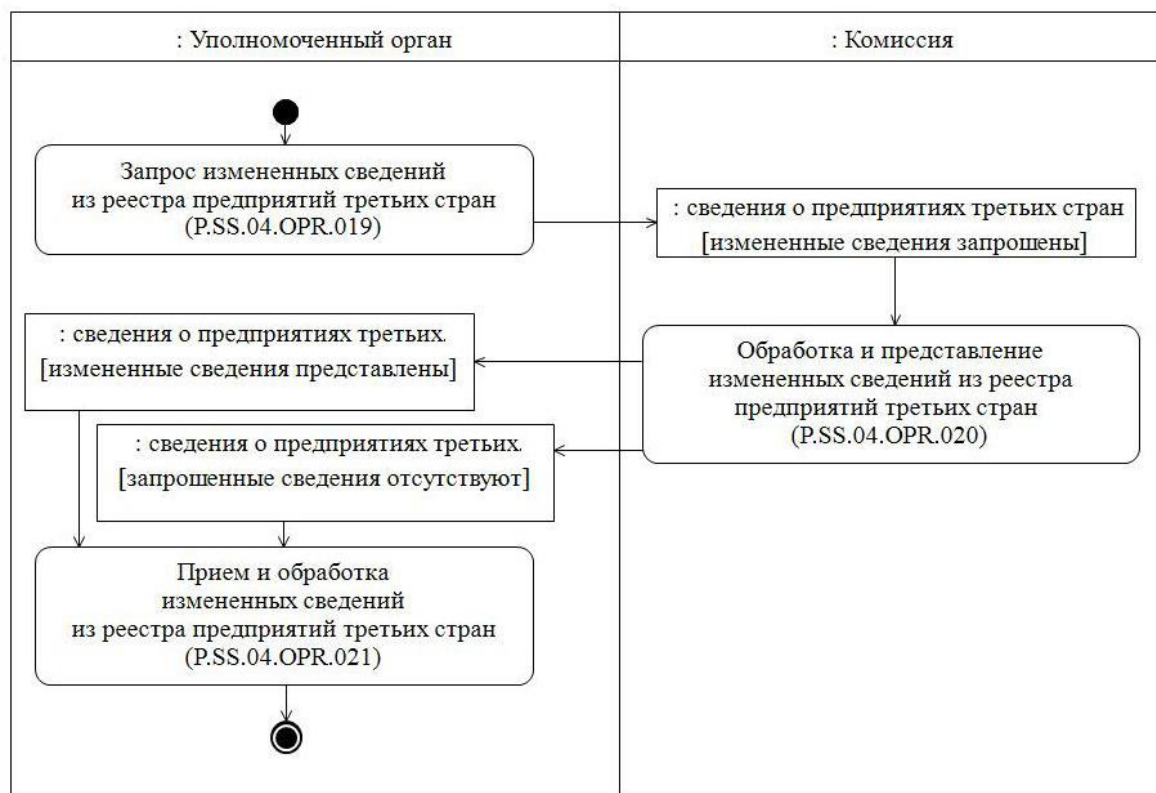 : Уполномоченный орган
: Комиссия
Запрос измененных сведений
из реестра предприятий третьих стран
(P.SS.04.OPR.019)
: сведения о предприятиях третьих стран
[измененные сведения запрошены]
: сведения о предприятиях третьих.
[измененные сведения представлены]
Обработка и представление
измененных сведений из реестра
предприятий третьих стран
(P.SS.04.OPR.020)
: сведения о предприятиях третьих.
[запрошенные сведения отсутствуют]
Прием и обработка
измененных сведений
из реестра предприятий третьих стран
(P.SS.04.OPR.021)